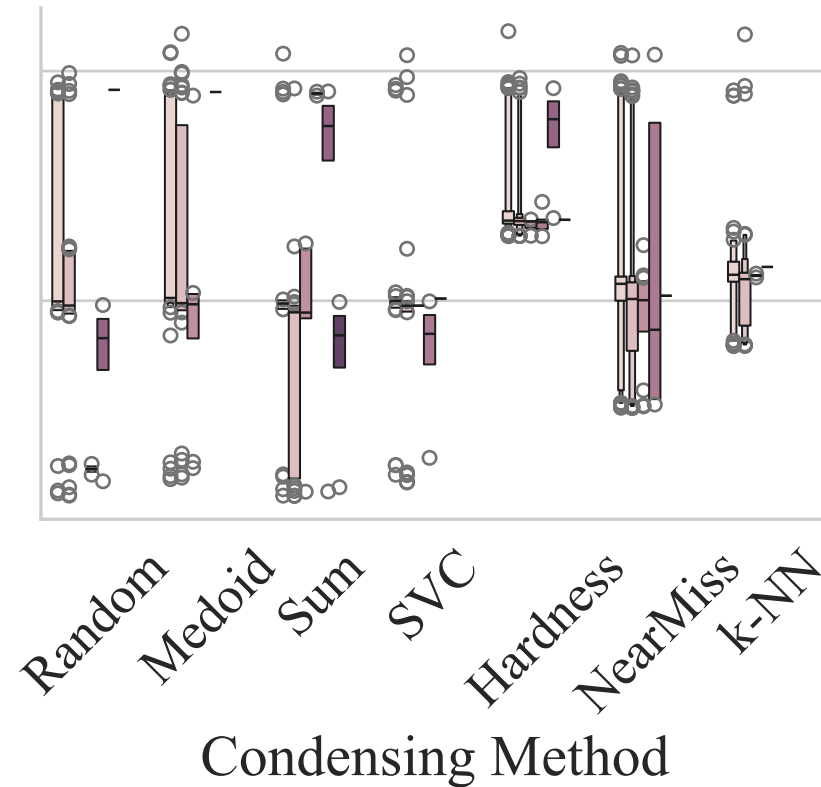 Random
Medoid
Sum
SVC
Hardness
NearMiss
k-NN
Condensing Method